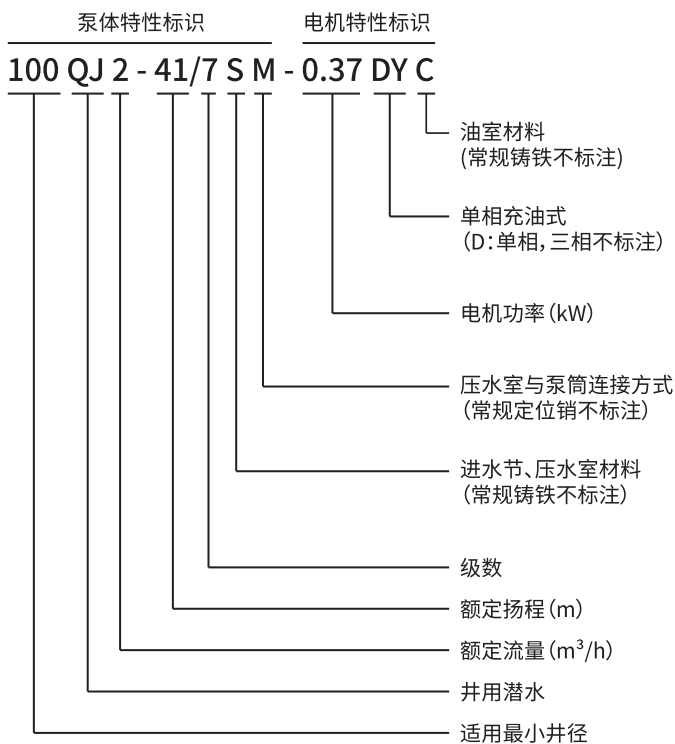 泵体特性标识 电机特性标识
100 QJ 2 - 41/7 S M - 0.37 DY C
油室材料
(常规铸铁不标注)
单相充油式
(D:单相,三相不标注)
电机功率(kW)
压水室与泵筒连接方式
(常规定位销不标注)
进水节、压水室材料
(常规铸铁不标注)
级数
额定扬程(m)
额定流量(m³/h)
井用潜水
适用最小井径